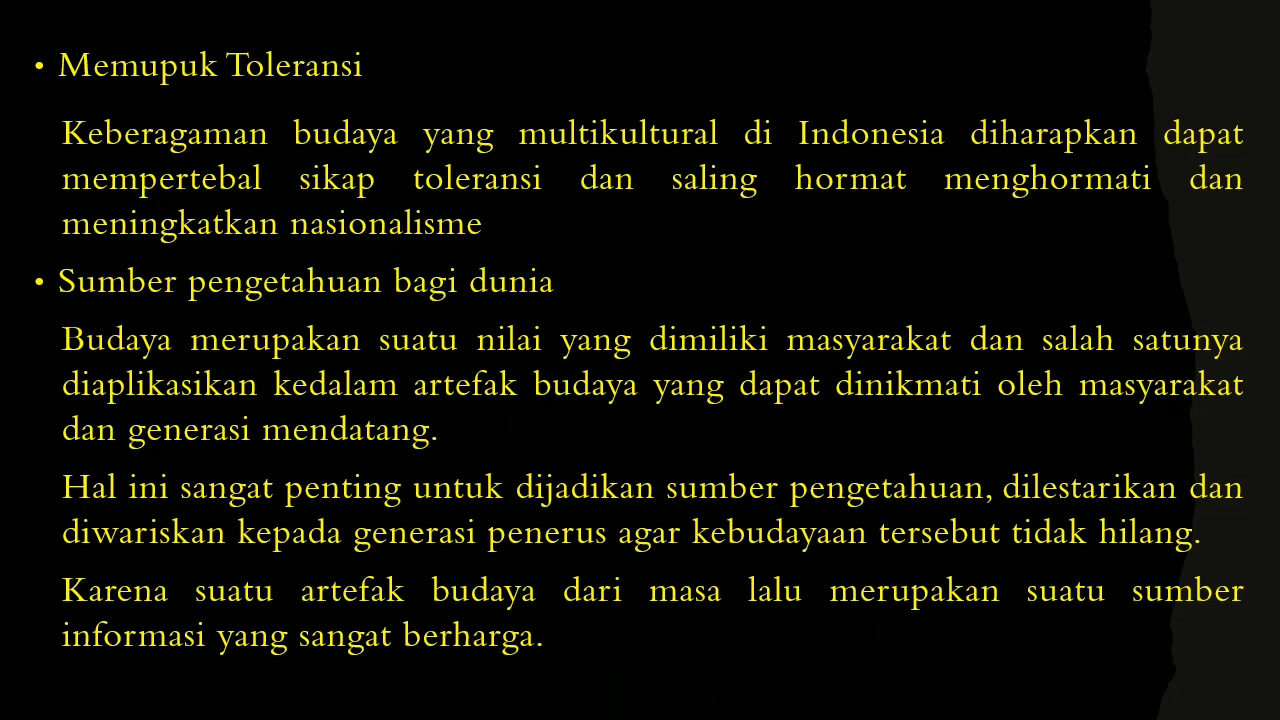 • Memupuk Toleransi
Keberagaman budaya yang multikultural di Indonesia diharapkan dapat
mempertebal sikap toleransi dan saling hormat menghormati dan
meningkatkan nasionalisme
• Sumber pengetahuan bagi dunia
Budaya merupakan suatu nilai yang dimiliki masyarakat dan salah satunya
diaplikasikan kedalam artefak budaya yang dapat dinikmati oleh masyarakat
dan generasi mendatang.
Hal ini sangat penting untuk dijadikan sumber pengetahuan, dilestarikan dan
diwariskan kepada generasi penerus agar kebudayaan tersebut tidak hilang.
Karena suatu artefak budaya dari masa lalu merupakan suatu sumber
informasi yang sangat berharga.